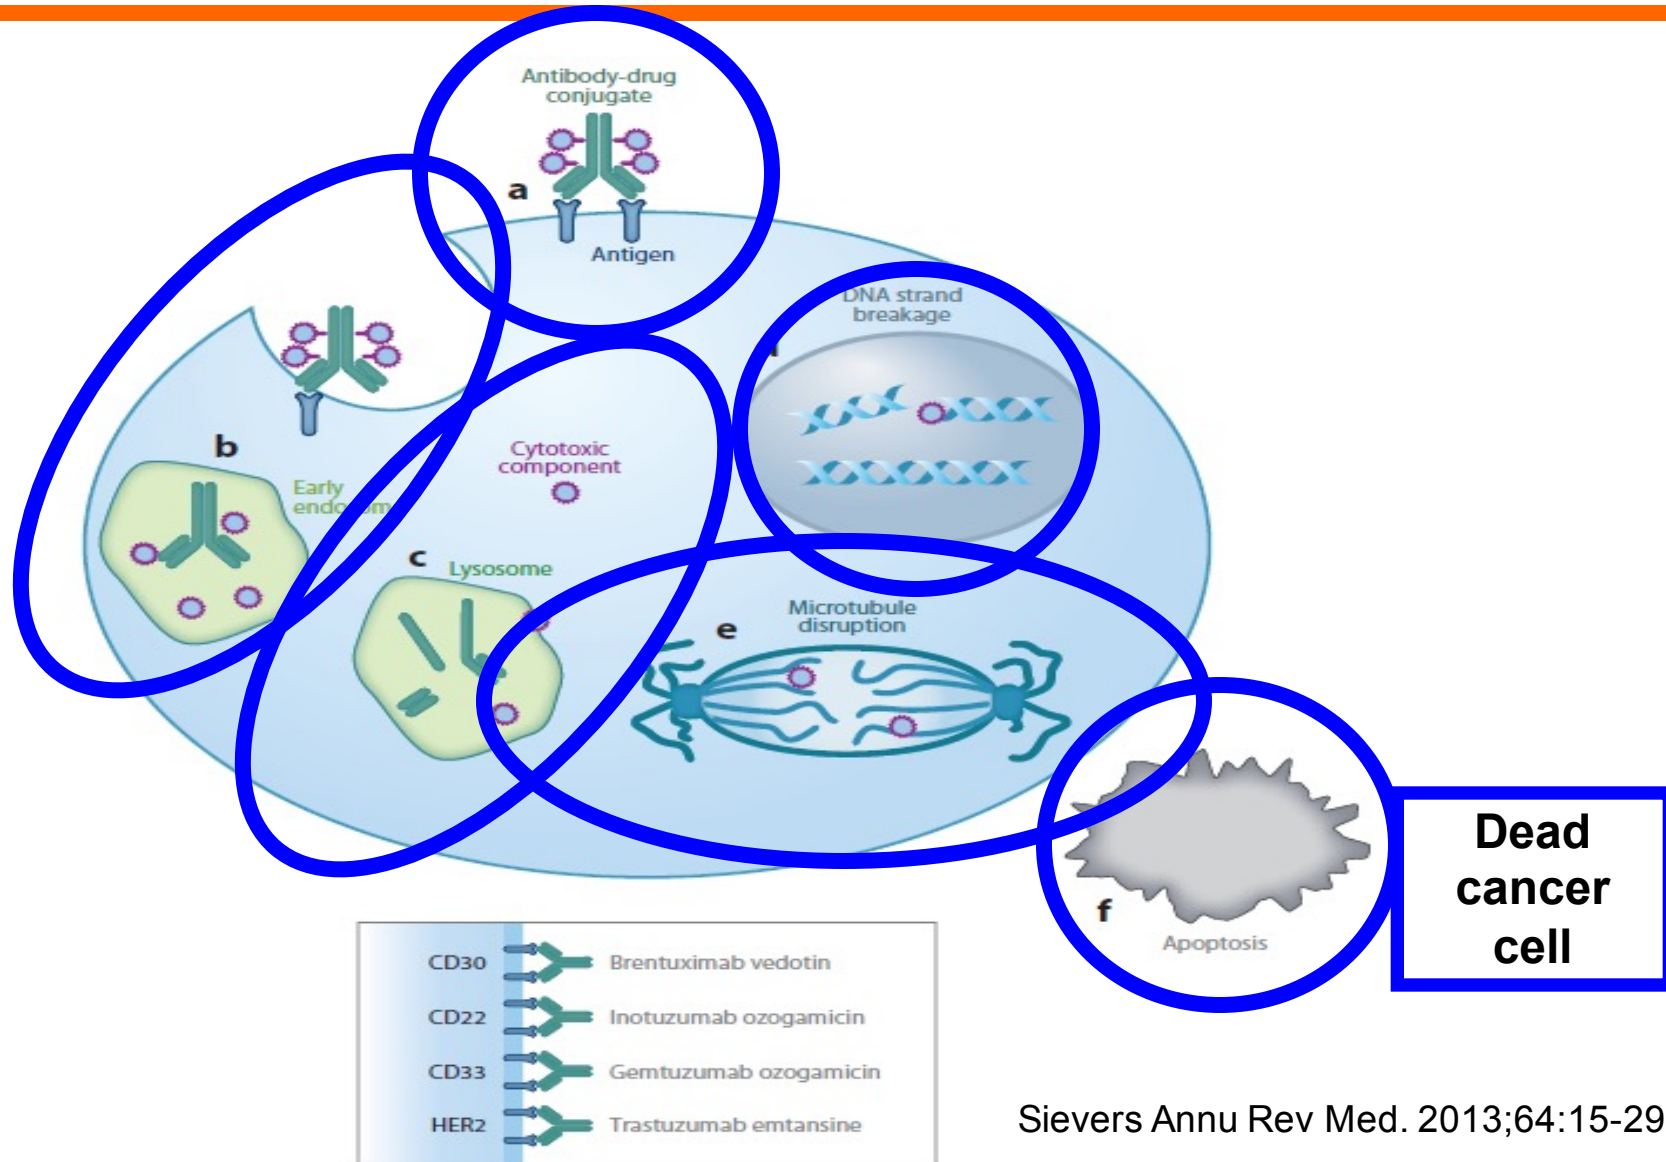 Antibody-drug
conjugate
a
Antigen
DNA strand
breakage
b
Early
Cytotoxic
component
c
Lysosome
Microtubule
disruption
e
f
Apoptosis
Dead
cancer
cell
CD30 Brentuximab vedotin
CD22 Inotuzumab ozogamicin
CD33 Gemtuzumab ozogamicin
HER2 Trastuzumab emtansine
Sievers Annu Rev Med. 2013;64:15-29